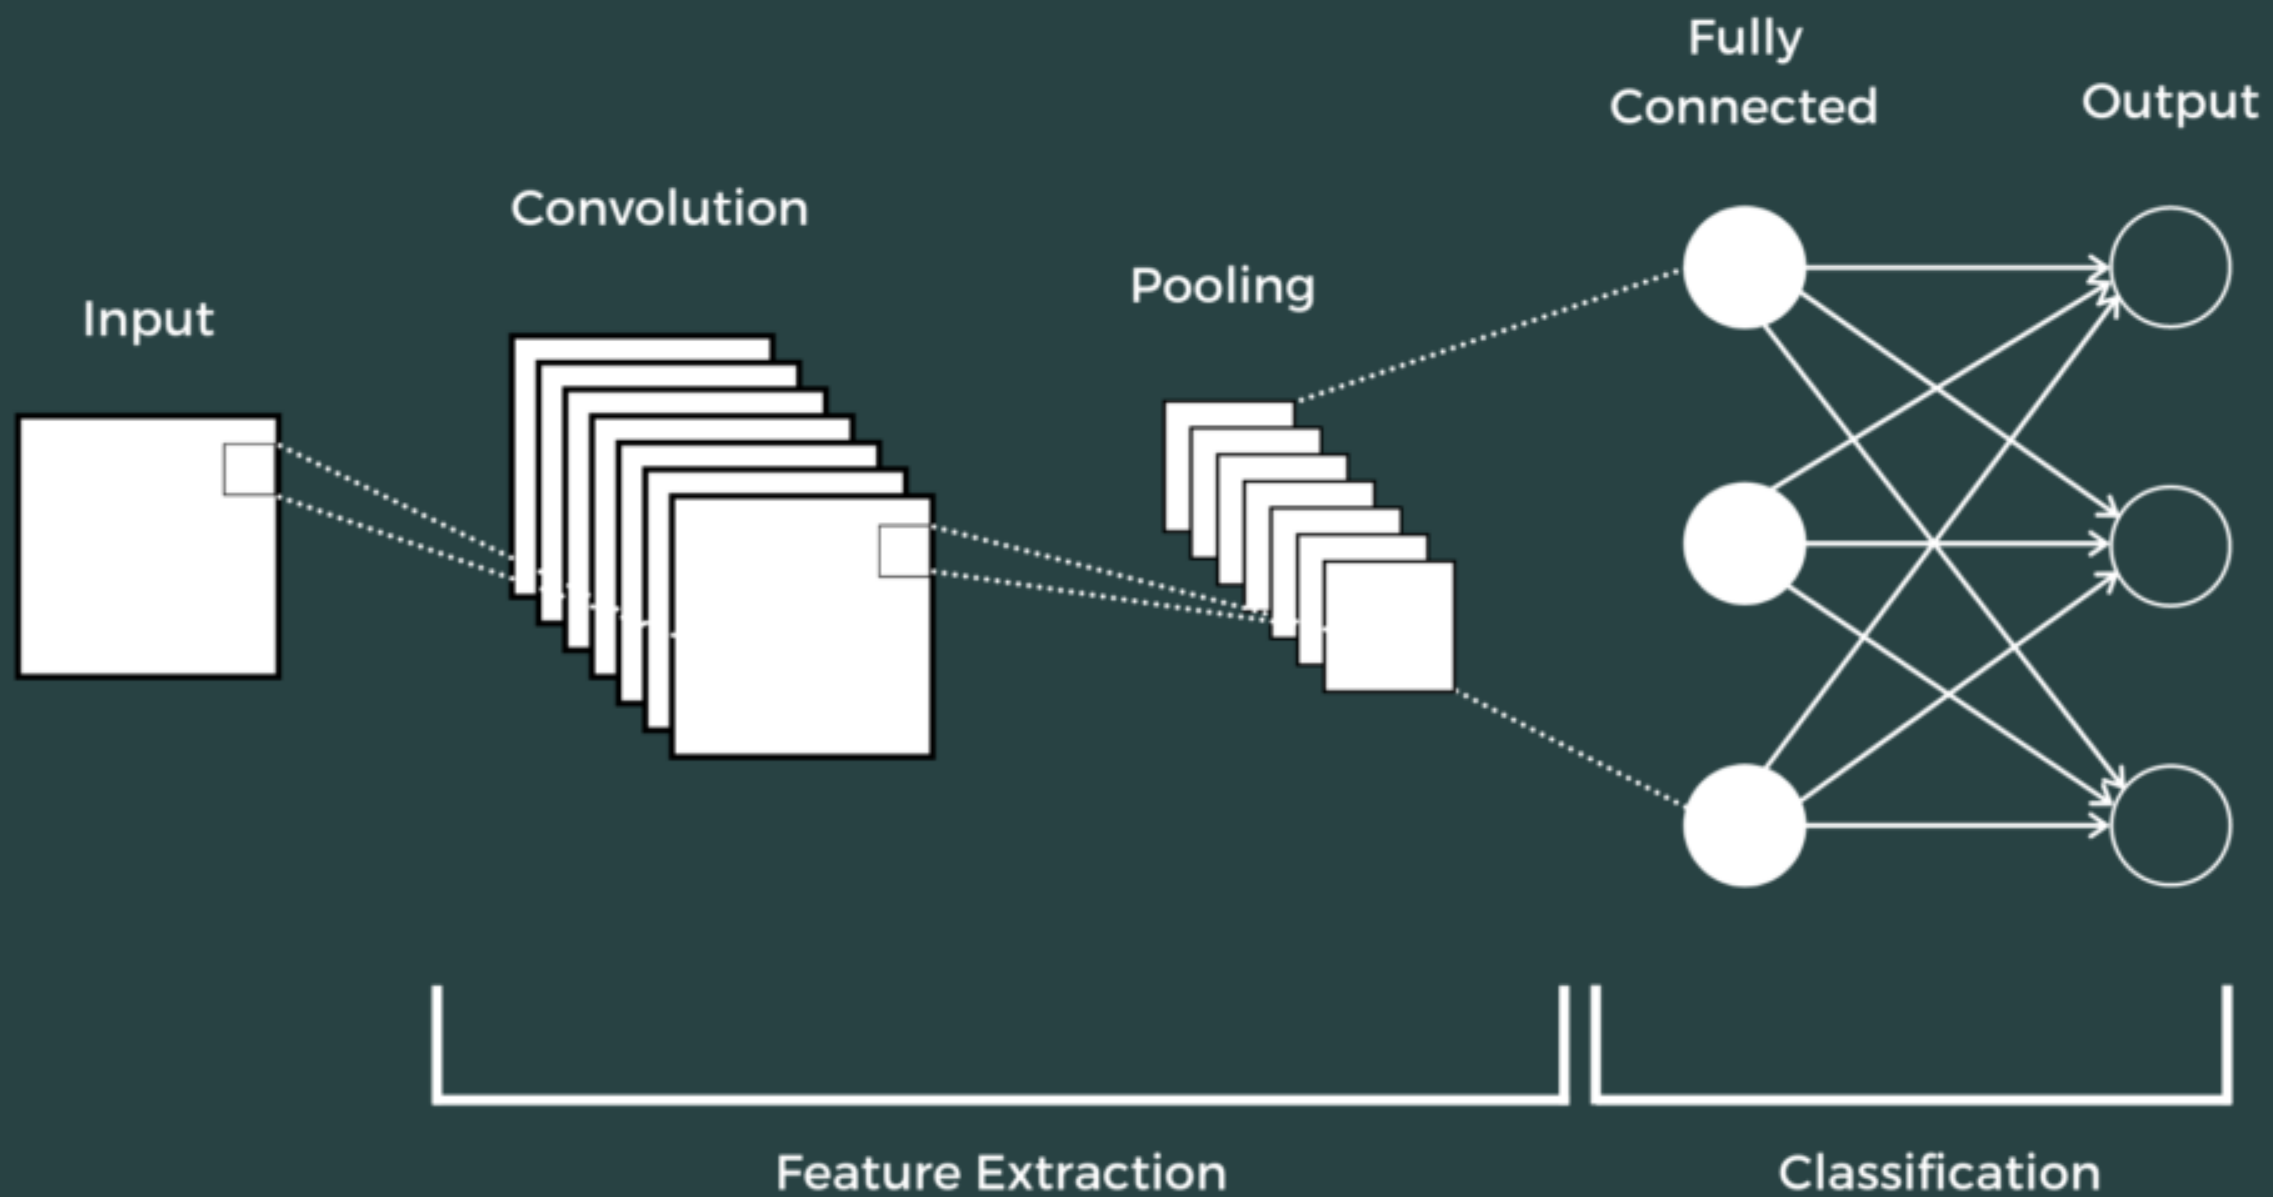 Input
Convolution
Pooling
Fully
Connected
Output
Feature Extraction
Classification